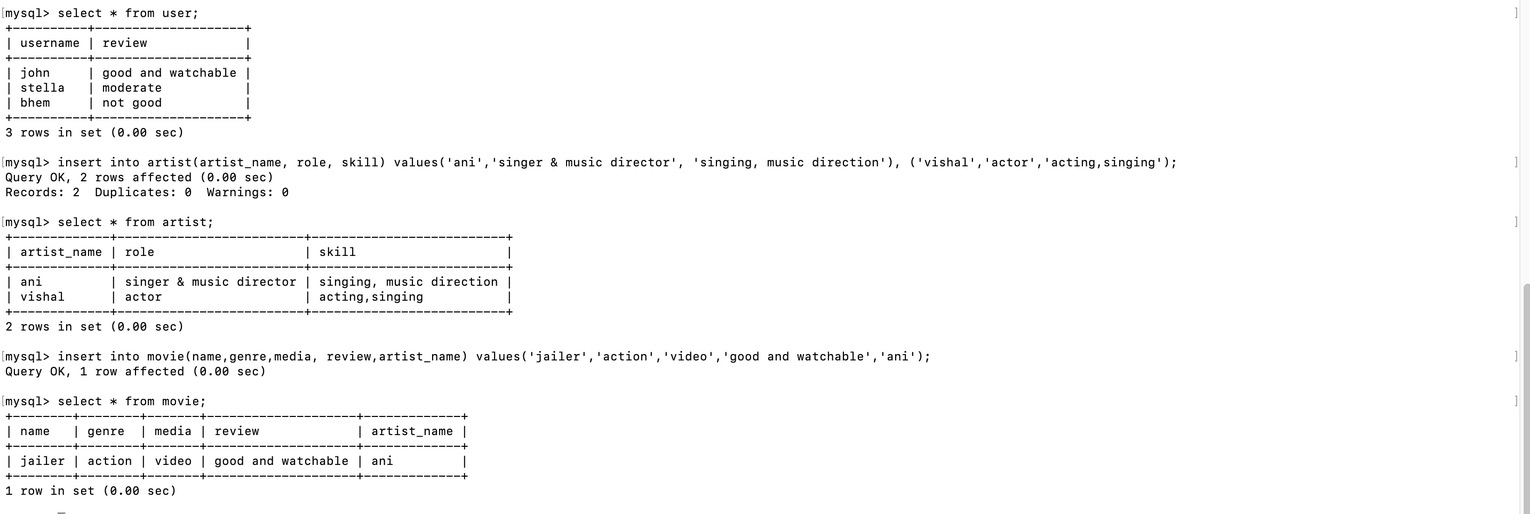 mysql> select * from user;
+----------+--------------------+
| username | review             |
+----------+--------------------+
| john     | good and watchable |
| stella   | moderate           |
| bhem     | not good           |
+----------+--------------------+
3 rows in set (0.00 sec)
mysql> insert into artist(artist_name, role, skill) values('ani','singer & music director', 'singing, music direction'), ('vishal','actor','acting,singing');
Query OK, 2 rows affected (0.00 sec)
Records: 2  Duplicates: 0  Warnings: 0
mysql> select * from artist;
+-------------+-------------------------+--------------------------+
| artist_name | role                    | skill                    |
+-------------+-------------------------+--------------------------+
| ani         | singer & music director | singing, music direction |
| vishal      | actor                   | acting,singing           |
+-------------+-------------------------+--------------------------+
2 rows in set (0.00 sec)
mysql> insert into movie(name,genre,media, review,artist_name) values('jailer','action','video','good and watchable','ani');
Query OK, 1 row affected (0.00 sec)
mysql> select * from movie;
+--------+--------+-------+--------------------+-------------+
| name   | genre  | media | review             | artist_name |
+--------+--------+-------+--------------------+-------------+
| jailer | action | video | good and watchable | ani         |
+--------+--------+-------+--------------------+-------------+
1 row in set (0.00 sec)